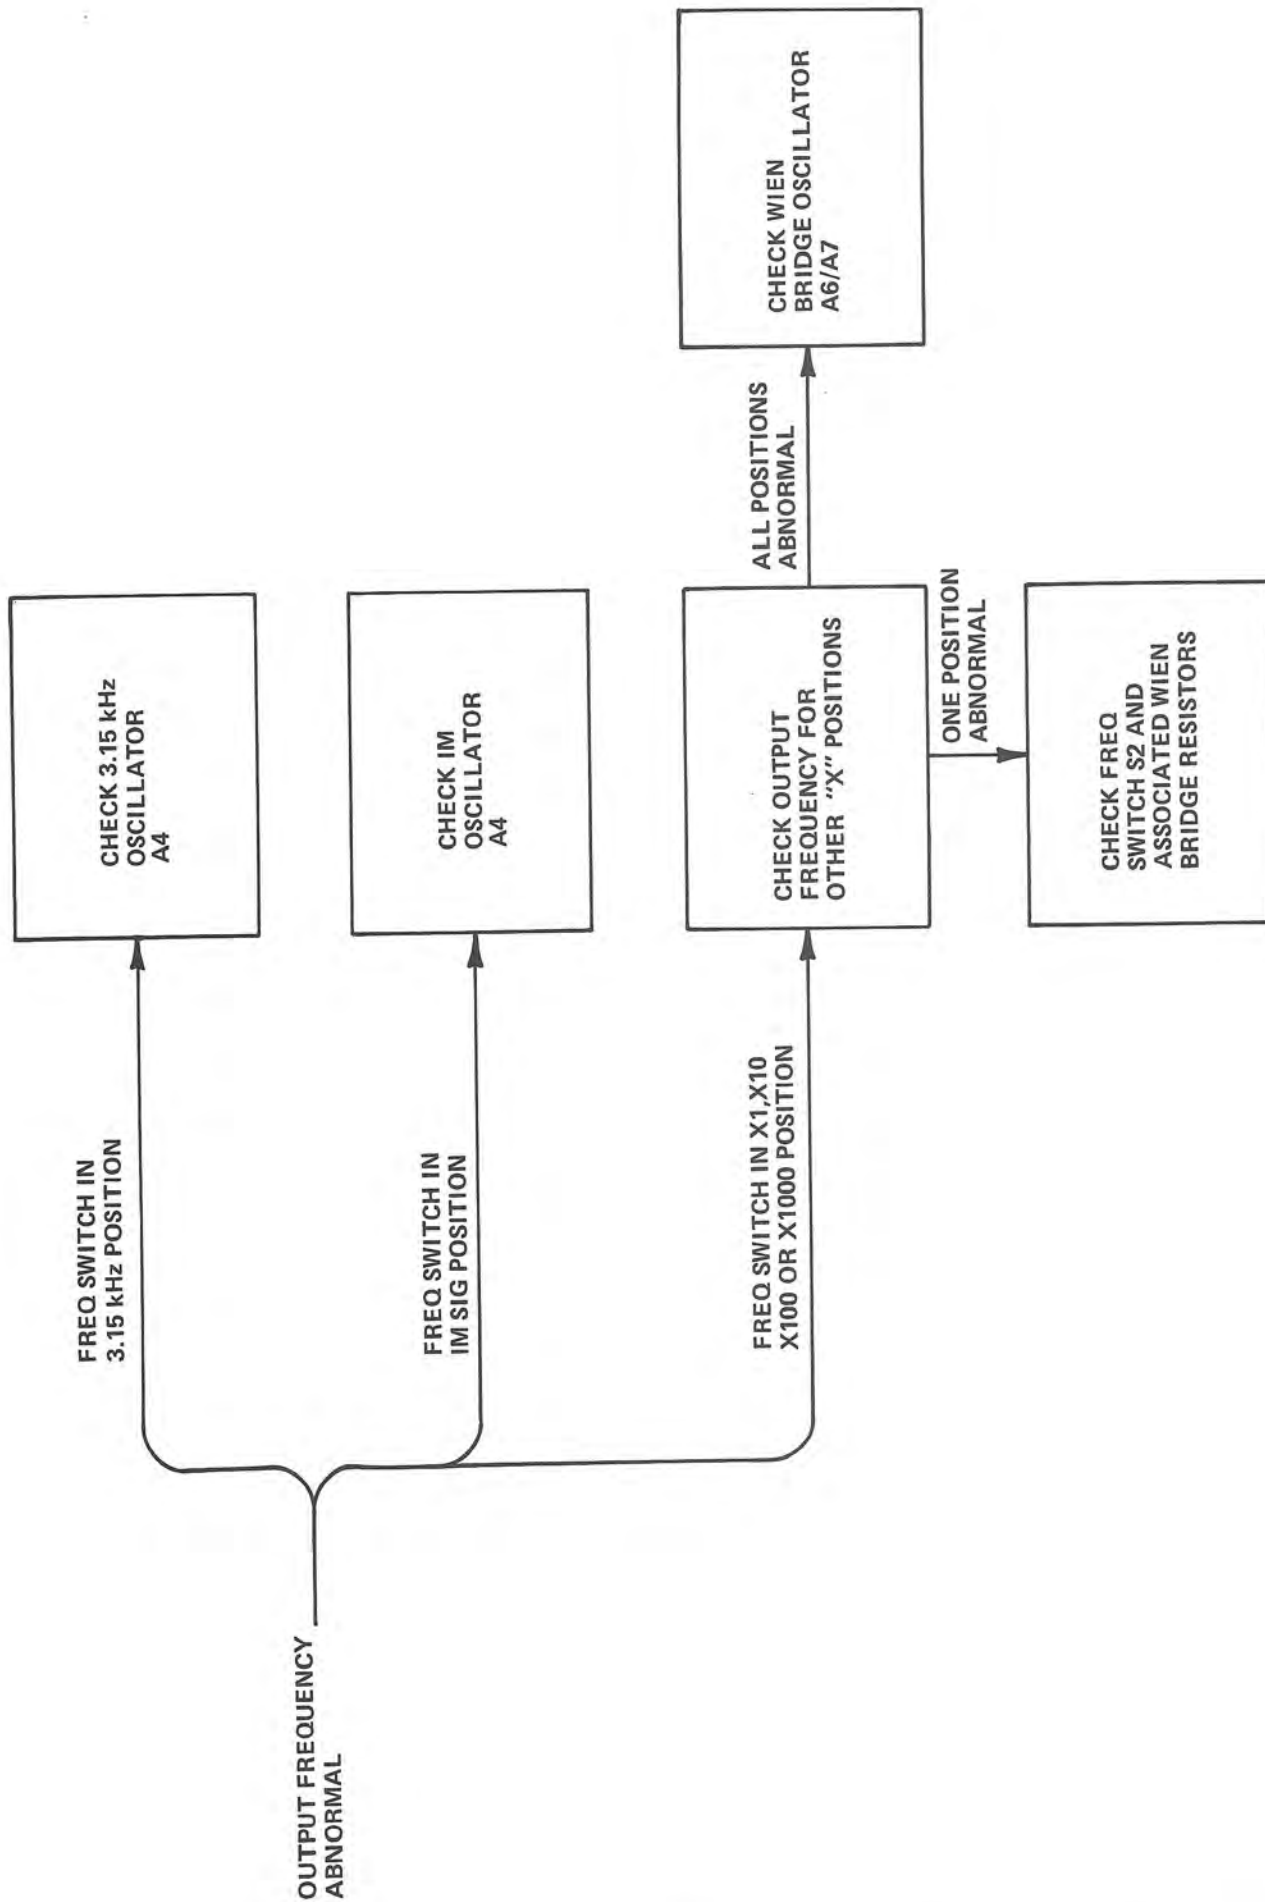 OUTPUT FREQUENCY
ABNORMAL
FREQ SWITCH IN
3.15 kHz POSITION
CHECK 3.15 kHz
OSCILLATOR
A4
FREQ SWITCH IN
IM SIG POSITION
CHECK IM
OSCILLATOR
A4
FREQ SWITCH IN X1,X10
X100 OR X1000 POSITION
CHECK OUTPUT
FREQUENCY FOR
OTHER "X" POSITIONS
ALL POSITIONS
ABNORMAL
CHECK WIEN
BRIDGE OSCILLATOR
A6/A7
ONE POSITION
ABNORMAL
CHECK FREQ
SWITCH S2 AND
ASSOCIATED WIEN
BRIDGE RESISTORS